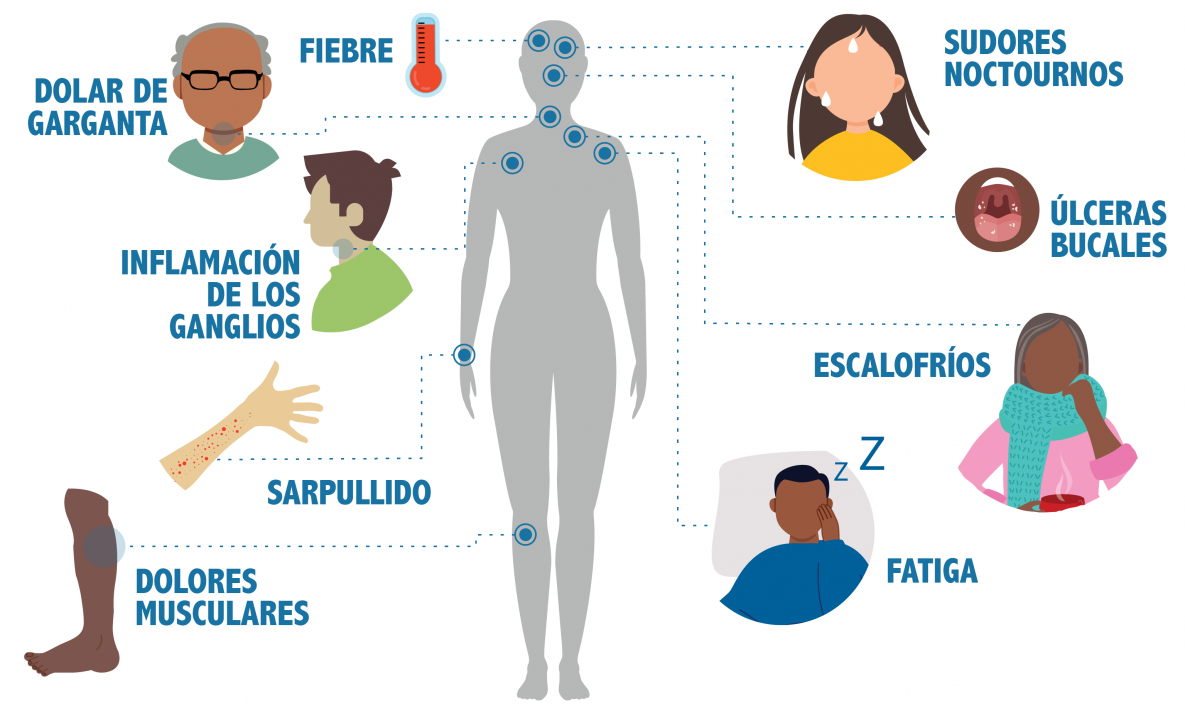 FIEBRE
DOLAR DE
GARGANTA
INFLAMACIÓN
DE LOS
GANGLIOS
SARPULLIDO
DOLORES
MUSCULARES
SUDORES
NOCTOURNOS
ÚLCERAS
BUCALES
ESCALOFRÍOS
Z Z
FATIGA